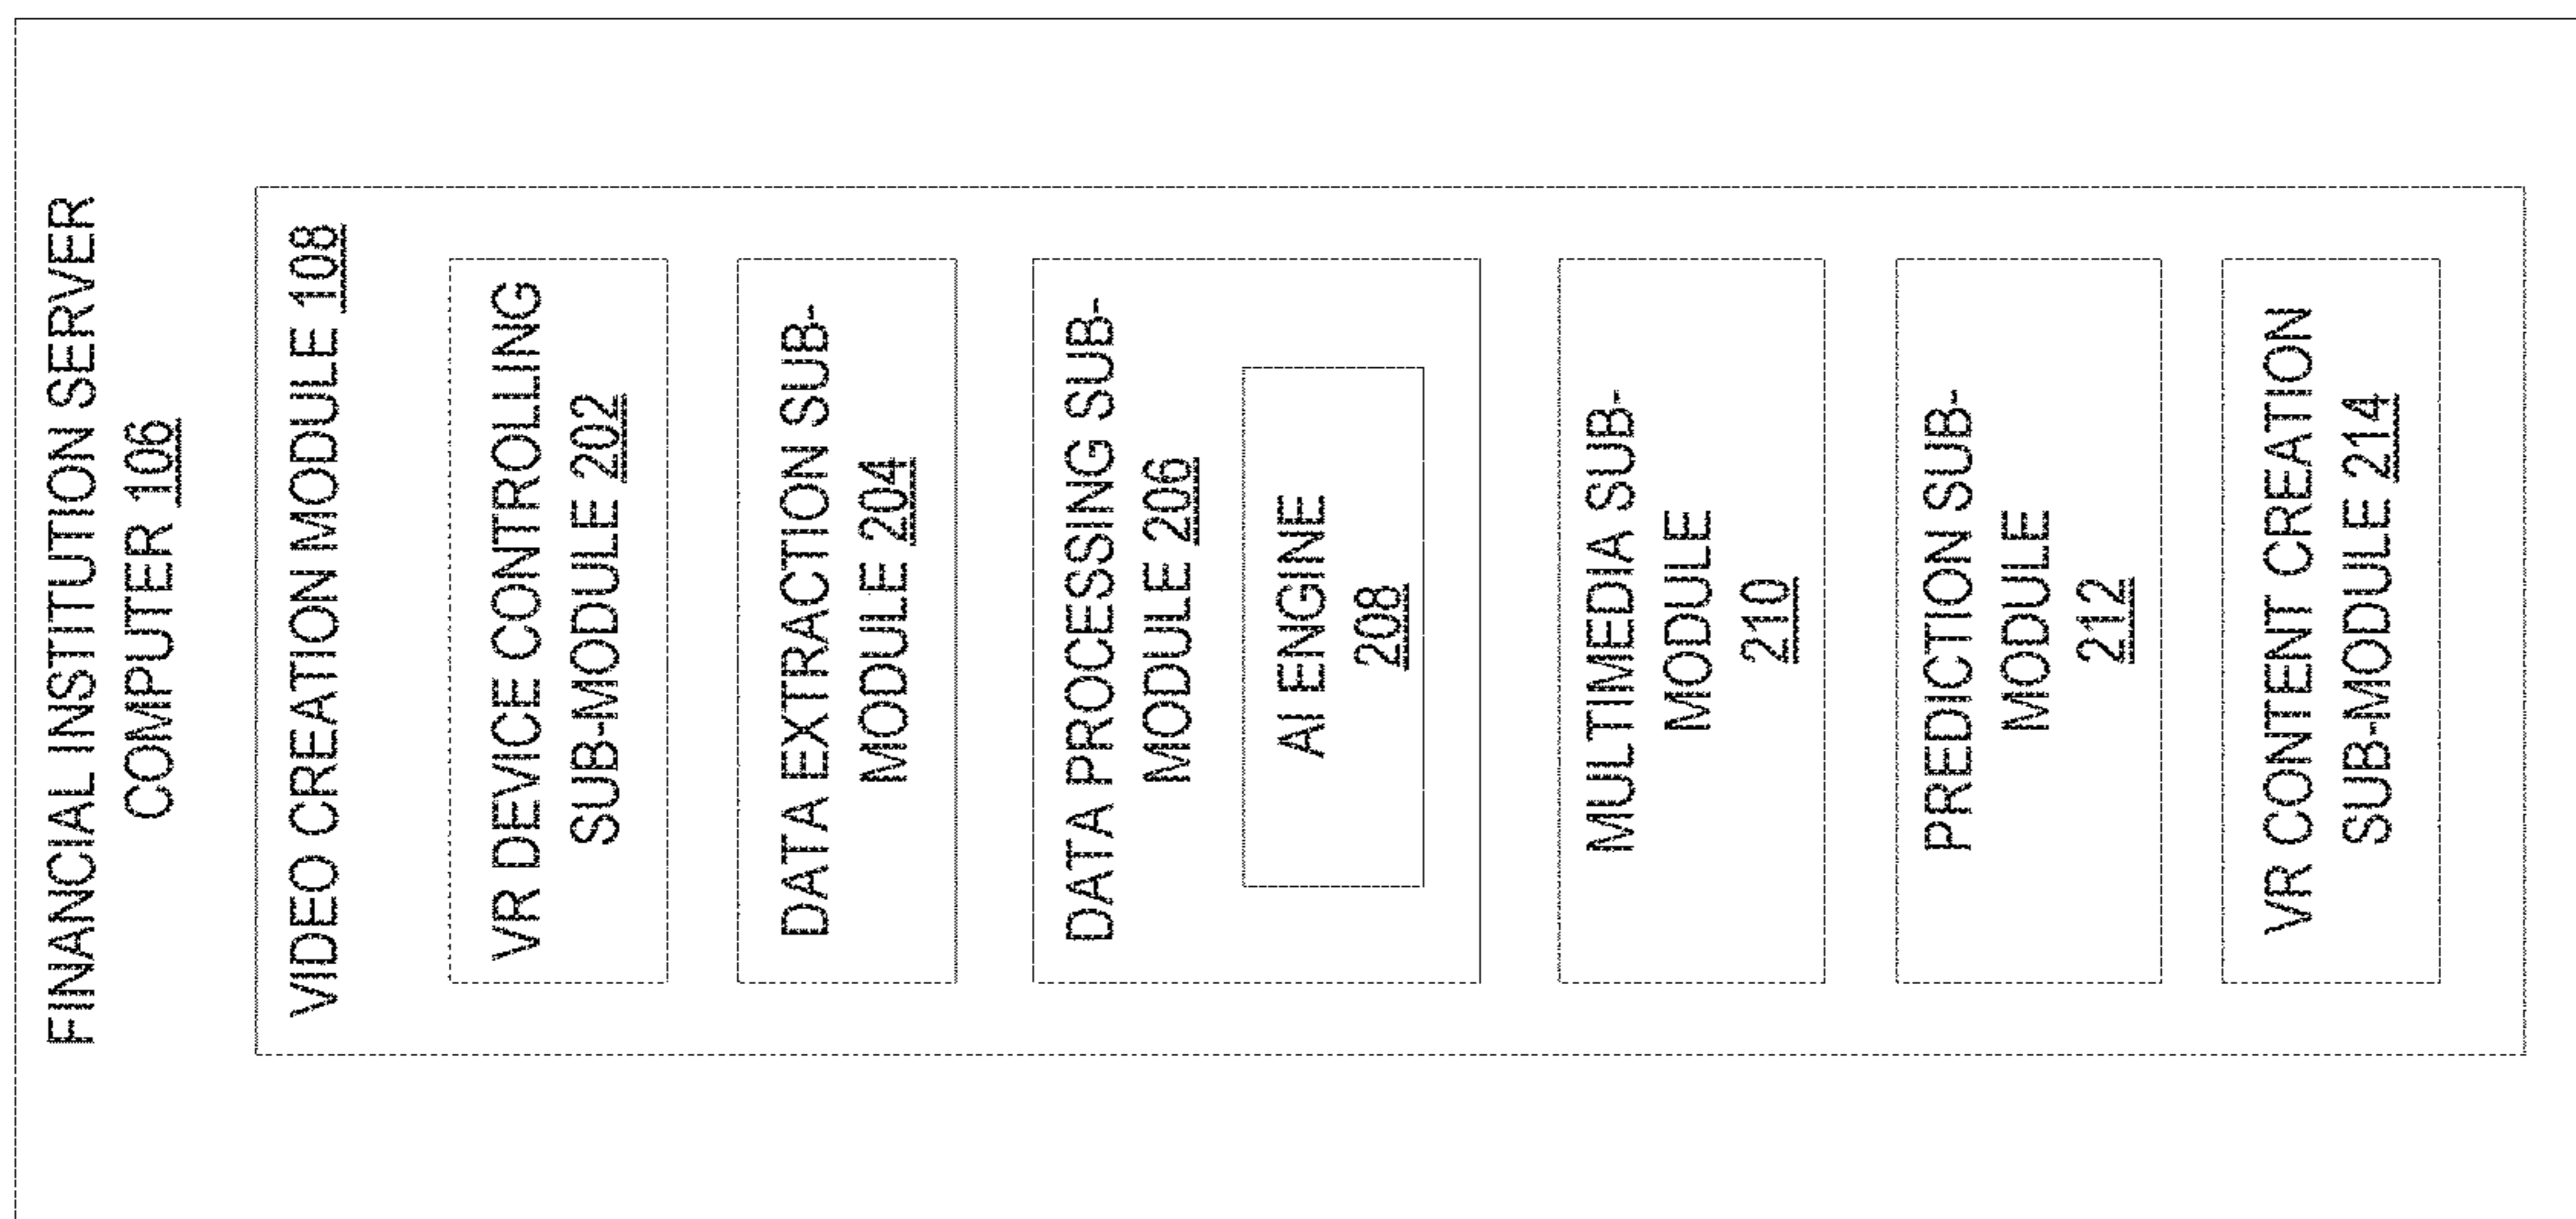 FINANCIAL INSTITUTION SERVER
COMPUTER 106
VIDEO CREATION MODULE 108
VR DEVICE CONTROLLING
SUB-MODULE 202
DATA EXTRACTION SUB-
MODULE 204
DATA PROCESSING SUB-
MODULE 206
AI ENGINE
208
MULTIMEDIA SUB-
MODULE
210
PREDICTION SUB-
MODULE
212
VR CONTENT CREATION
SUB-MODULE 214